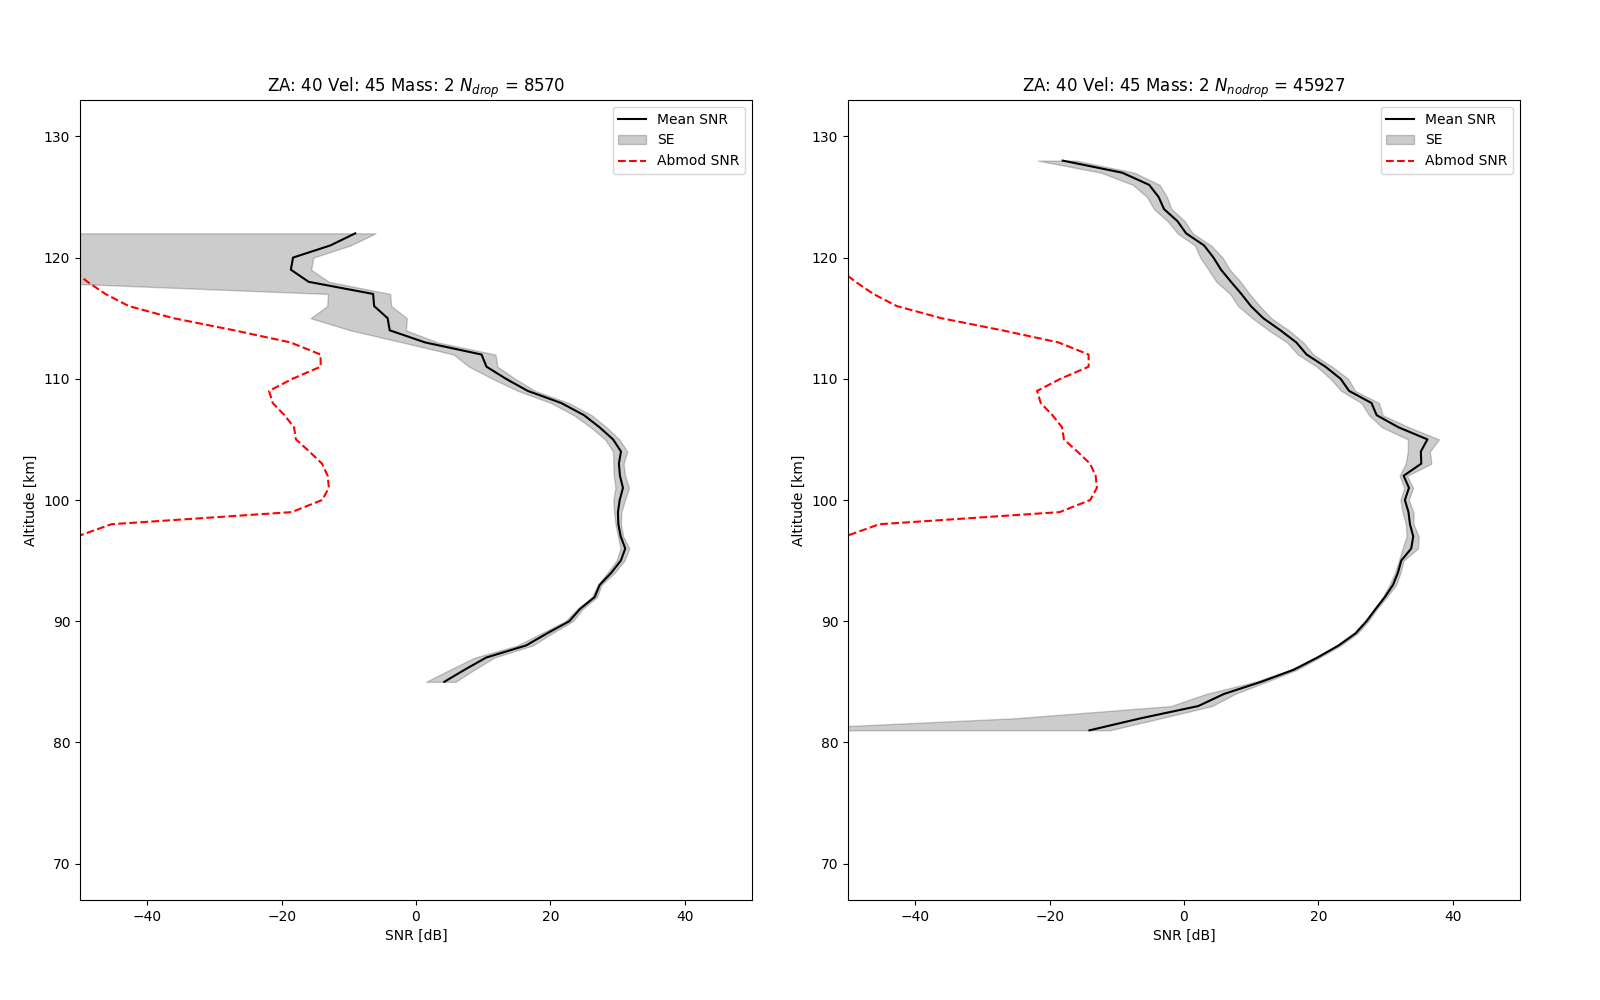 ZA: 40 Vel: 45 Mass: 2 N_drop = 8570
Mean SNR
SE
Abmod SNR
130
120
110
100
90
80
70
Altitude [km]
−40
−20
0
20
40
SNR [dB]
ZA: 40 Vel: 45 Mass: 2 N_nodrop = 45927
Mean SNR
SE
Abmod SNR
130
120
110
100
90
80
70
Altitude [km]
−40
−20
0
20
40
SNR [dB]